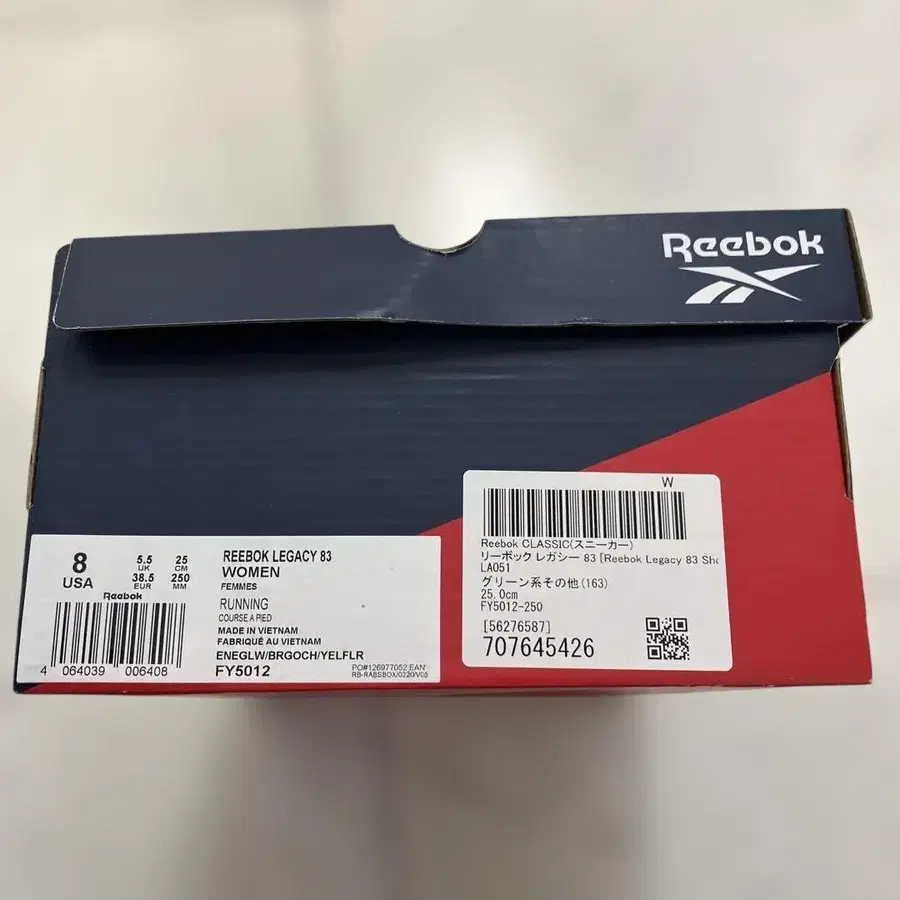 Reebok
8
USA
5.5
UK
25
CM
38.5
EUR
250
MM
Reebok
4 064039 006408
REEBOK LEGACY 83
WOMEN
FEMMES
RUNNING
COURSE A PIED
MADE IN VIETNAM
FABRIQUÉ AU VIETNAM
ENEGLW/BRGOCH/YELFLR
FY5012
PO#126977052 EAN
RB-RABSBOX/0220/V05
W
Reebok CLASSIC(スニーカー)
リーボック レガシー 83 [Reebok Legacy 83 Sho
LA051
グリーン系その他(163)
25.0cm
FY5012-250
[56276587]
707645426